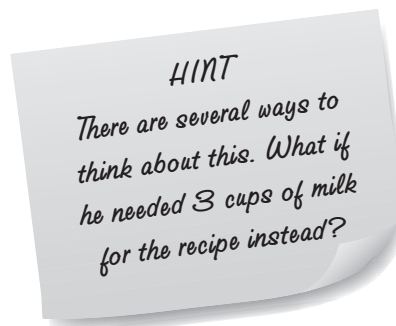 HINT
There are several ways to
think about this. What if
he needed 3 cups of milk
for the recipe instead?